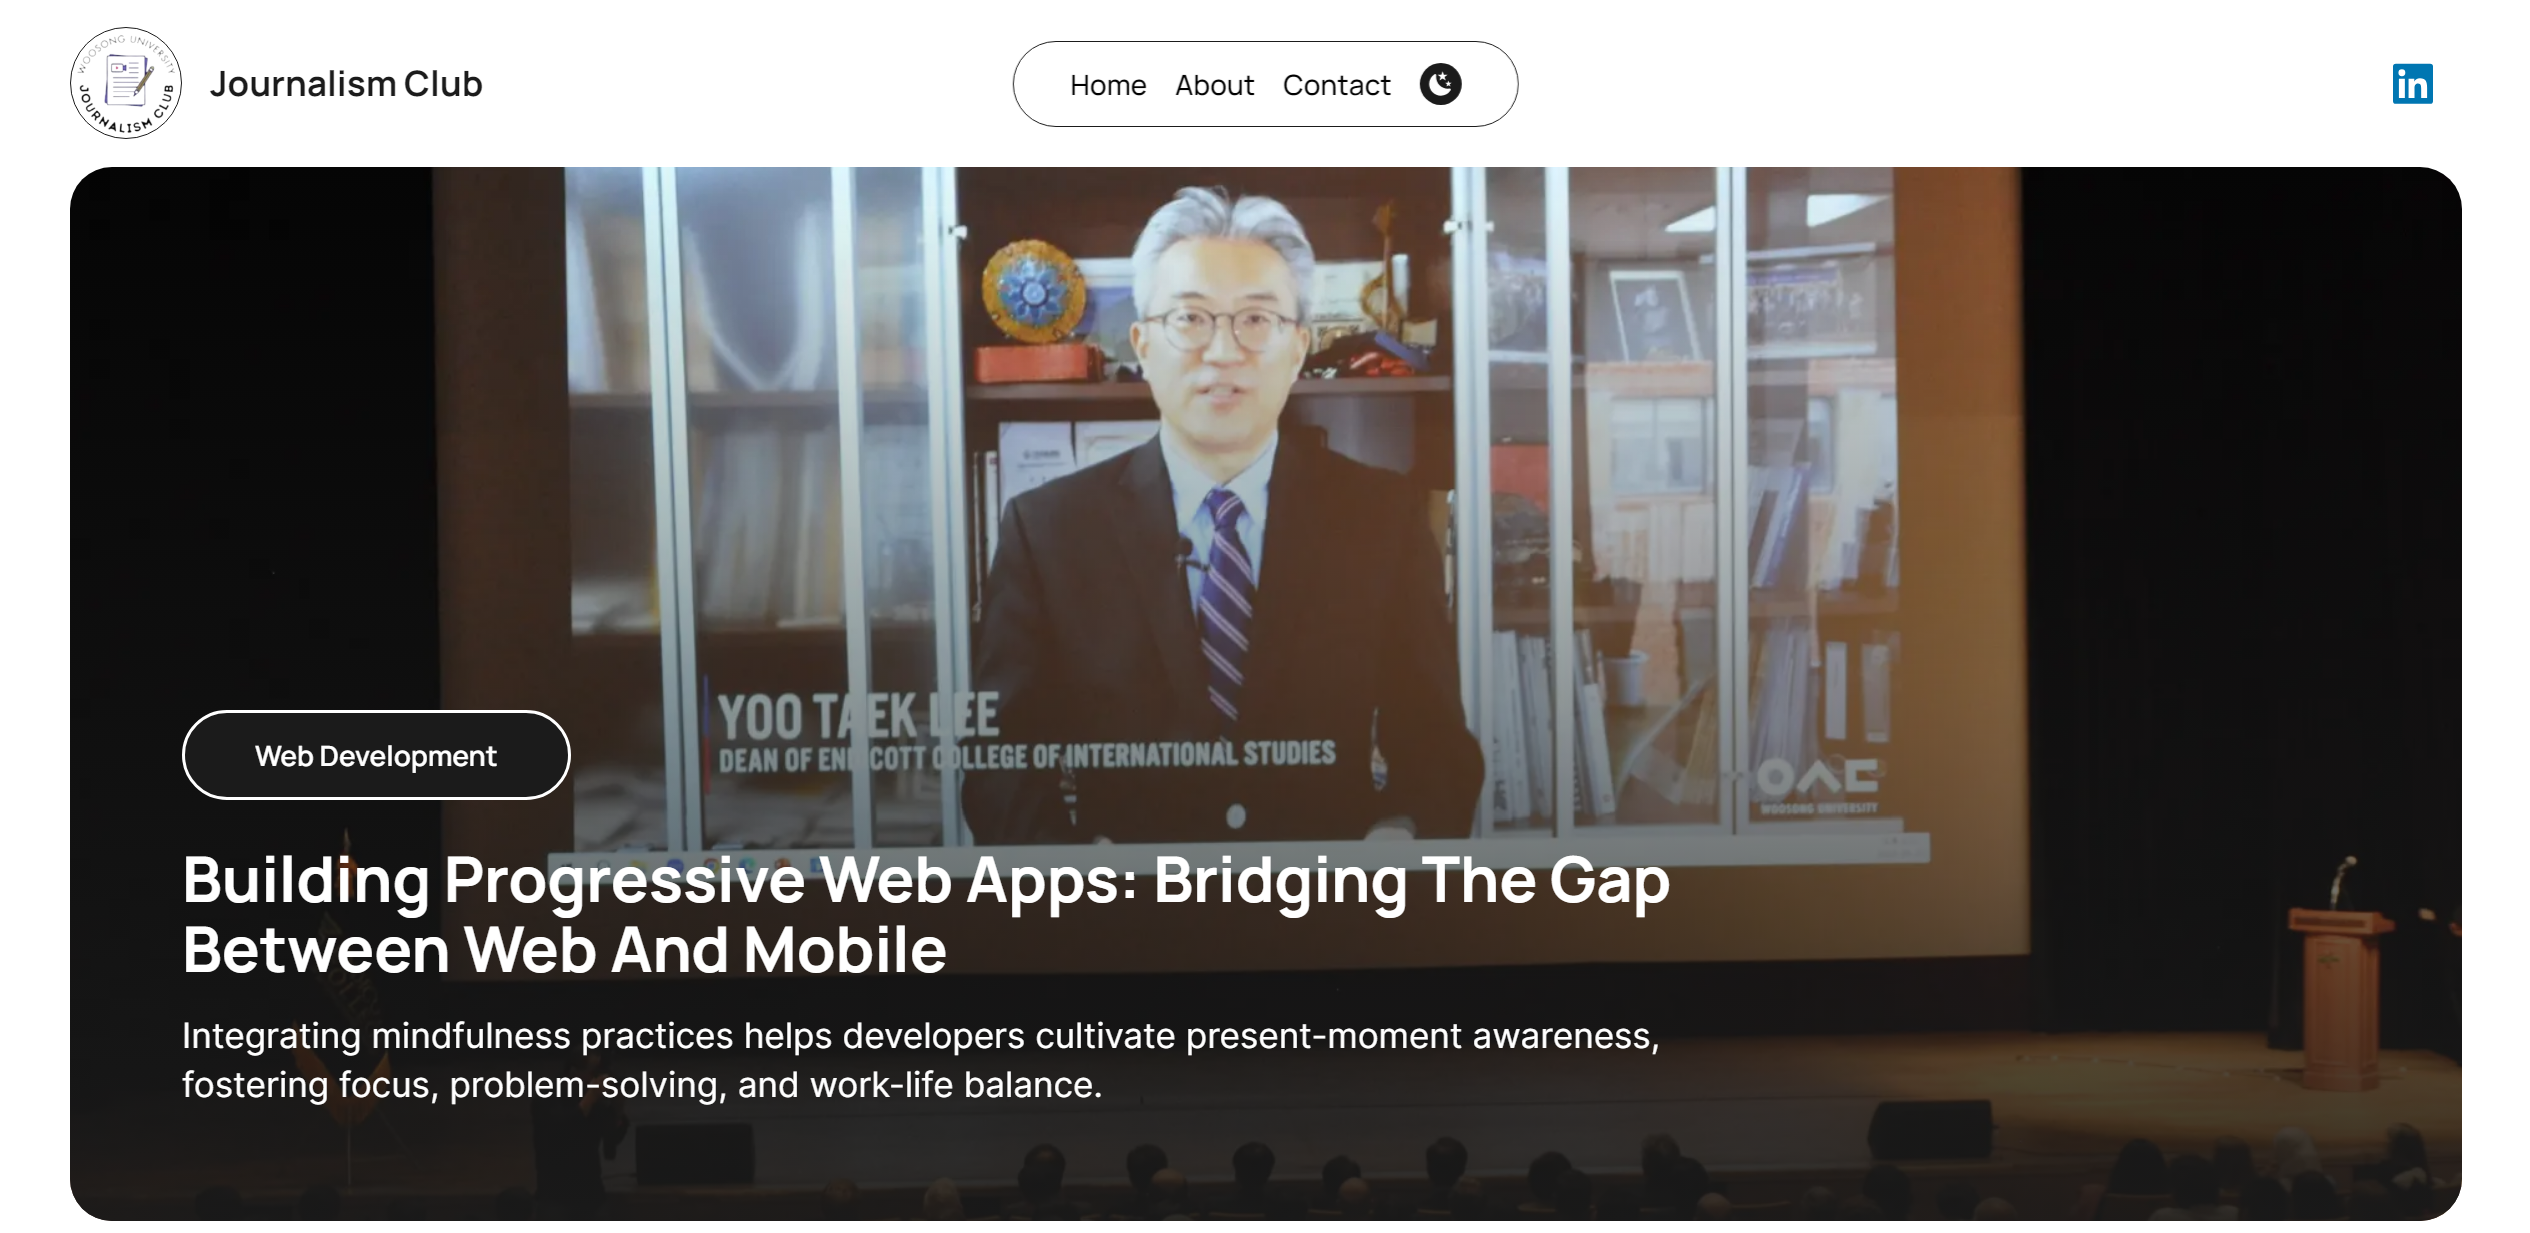 WOOSONG UNIVERSITY
JOURNALISM CLUB
Journalism Club
Home
About
Contact
in
YOO TAEK LEE
DEAN OF ENDICOTT COLLEGE OF INTERNATIONAL STUDIES
WOOSONG UNIVERSITY
Web Development
Building Progressive Web Apps: Bridging The Gap
Between Web And Mobile
Integrating mindfulness practices helps developers cultivate present-moment awareness,
fostering focus, problem-solving, and work-life balance.